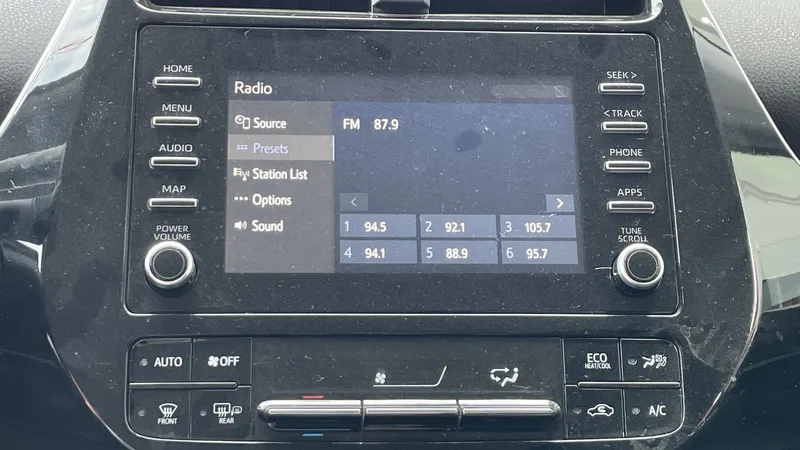 HOME
MENU
AUDIO
MAP
POWER
VOLUME
Radio
Source
Presets
Station List
Options
Sound
FM 87.9
< >
1 94.5 2 92.1 3 105.7
4 94.1 5 88.9 6 95.7
SEEK >
< TRACK
PHONE
APPS
TUNE
SCROLL
AUTO OFF
FRONT REAR
ECO
HEAT/COOL
A/C